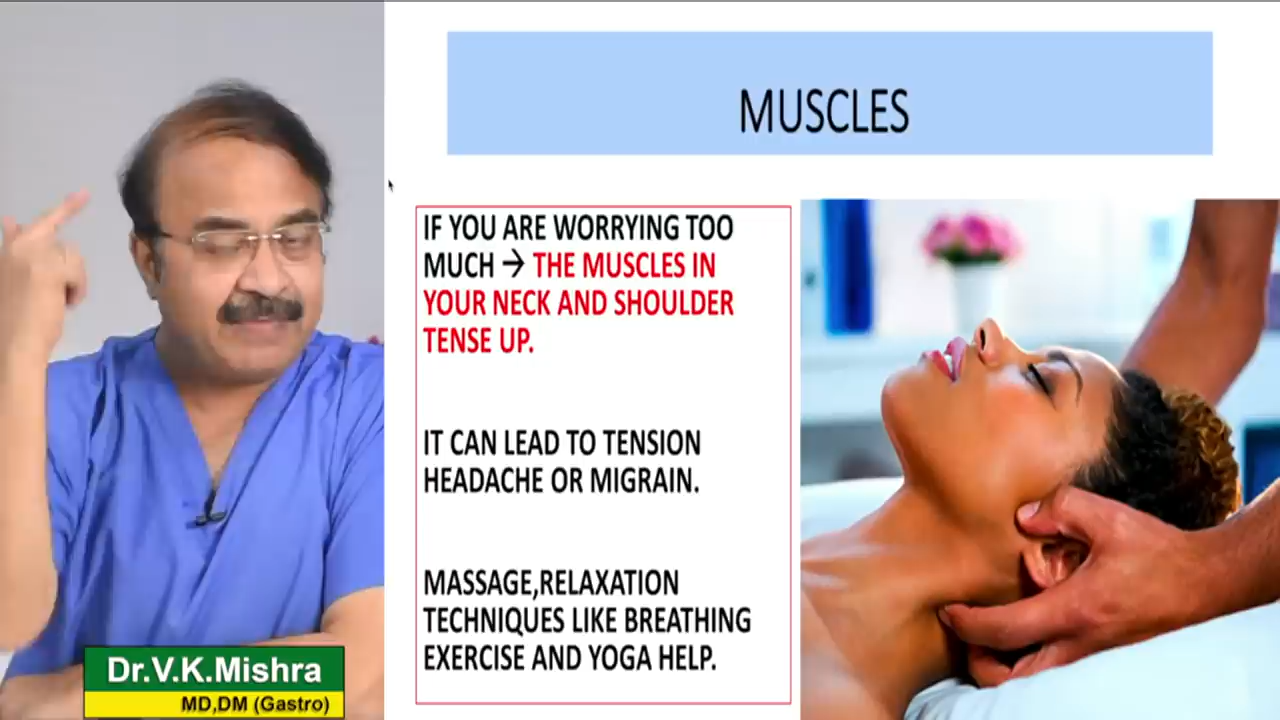 MUSCLES
IF YOU ARE WORRYING TOO
MUCH → THE MUSCLES IN
YOUR NECK AND SHOULDER
TENSE UP.
IT CAN LEAD TO TENSION
HEADACHE OR MIGRAIN.
MASSAGE,RELAXATION
TECHNIQUES LIKE BREATHING
EXERCISE AND YOGA HELP.
Dr.V.K.Mishra
MD,DM (Gastro)